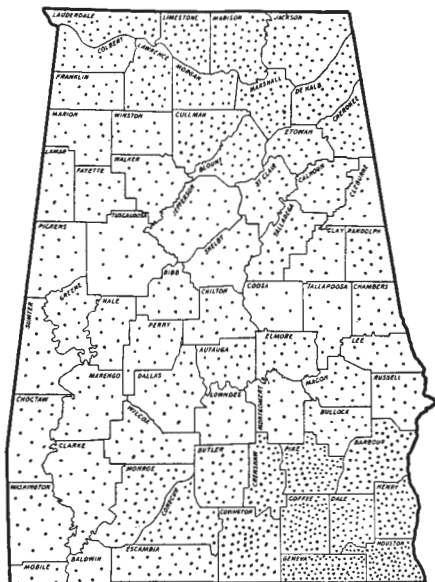 LAUDERDALE
LIMESTONE
MADISON
JACKSON
COLBERT
LAWRENCE
MORGAN
FRANKLIN
MARSHALL
DE KALB
CHEROKEE
MARION
WINSTON
CULLMAN
ETOWAH
LAMAR
FAYETTE
WALKER
BLOUNT
ST CLAIR
CALHOUN
CLEBURNE
JEFFERSON
TUSCALOOSA
PICKENS
SHELBY
TALLADEGA
CLAY
RANDOLPH
BIBB
GREENE
HALE
CHILTON
COOSA
TALLAPOOSA
CHAMBERS
SUMTER
PERRY
ELMORE
LEE
AUTAUGA
MARENGO
DALLAS
MACON
RUSSELL
CHOCTAW
LOWNDES
MONTGOMERY
WILCOX
BULLOCK
CLARKE
BUTLER
CRENSHAW
PIKE
BARBOUR
MONROE
WASHINGTON
CONECUH
COFFEE
DALE
HENRY
COVINGTON
HOUSTON
ESCAMBIA
GENEVA
MOBILE
BALDWIN